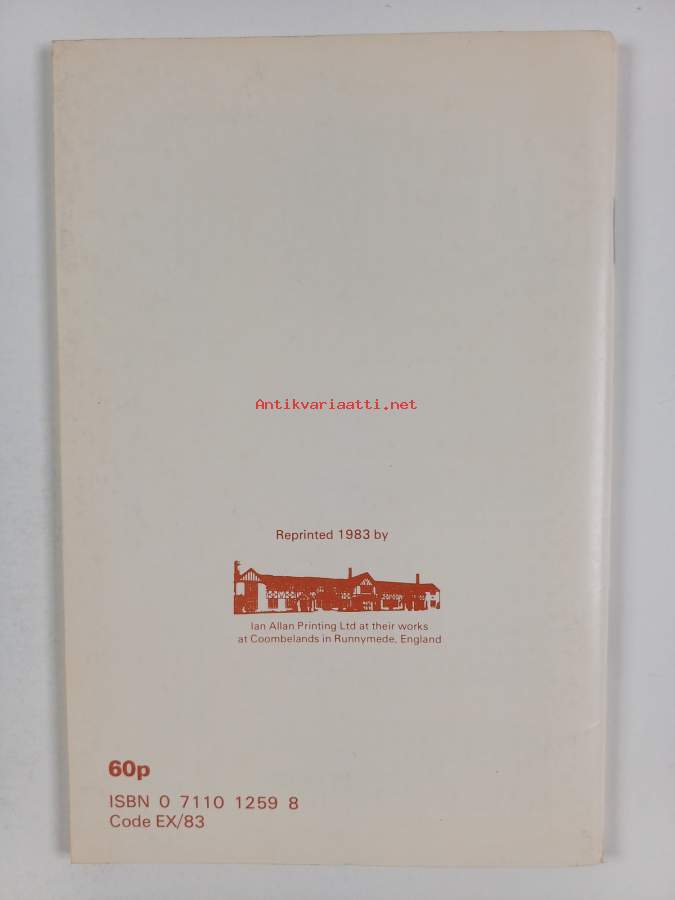 Antikvariaatti.net
Reprinted 1983 by
Ian Allan Printing Ltd at their works
at Coombelands in Runnymede, England
60p
ISBN 0 7110 1259 8
Code EX/83